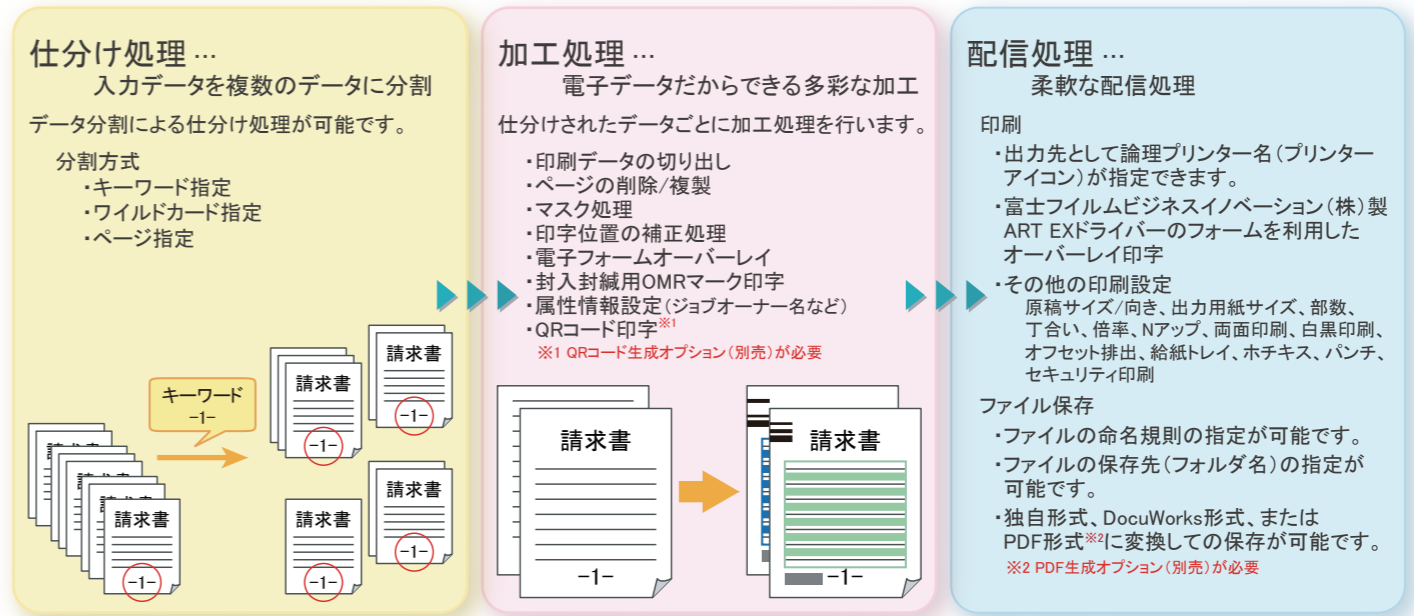 仕分け処理…
入力データを複数のデータに分割
データ分割による仕分け処理が可能です。
分割方式
・キーワード指定
・ワイルドカード指定
・ページ指定
キーワード
-1-
請求書
-1-
請求書
-1-
請求書
-1-
請求書
-1-
請求書
請求書
請求書
-1-
加工処理…
電子データだからできる多彩な加工
仕分けされたデータごとに加工処理を行います。
・印刷データの切り出し
・ページの削除/複製
・マスク処理
・印字位置の補正処理
・電子フォームオーバーレイ
・封入封緘用OMRマーク印字
・属性情報設定(ジョブオーナー名など)
・QRコード印字※1
※1 QRコード生成オプション(別売)が必要
請求書
-1-
請求書
-1-
配信処理…
柔軟な配信処理
印刷
・出力先として論理プリンター名(プリンター
アイコン)が指定できます。
・富士フイルムビジネスイノベーション(株)製
ART EXドライバーのフォームを利用した
オーバーレイ印字
・その他の印刷設定
原稿サイズ/向き、出力用紙サイズ、部数、
丁合い、倍率、Nアップ、両面印刷、白黒印刷、
オフセット排出、給紙トレイ、ホチキス、パンチ、
セキュリティ印刷
ファイル保存
・ファイルの命名規則の指定が可能です。
・ファイルの保存先(フォルダ名)の指定が
可能です。
・独自形式、DocuWorks形式、または
PDF形式※2に変換しての保存が可能です。
※2 PDF生成オプション(別売)が必要